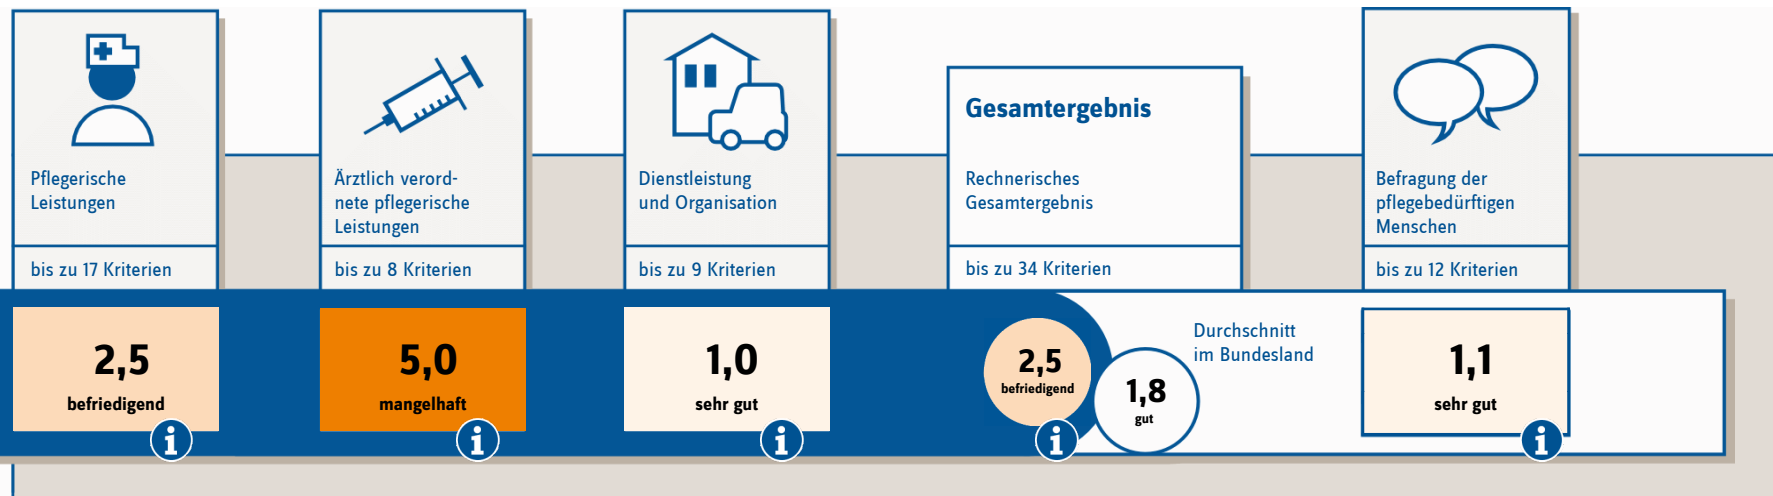 Pflegerische
Leistungen
bis zu 17 Kriterien
2,5
befriedigend
i
Ärztlich verord-
nete pflegerische
Leistungen
bis zu 8 Kriterien
5,0
mangelhaft
i
Dienstleistung
und Organisation
bis zu 9 Kriterien
1,0
sehr gut
i
Gesamtergebnis
Rechnerisches
Gesamtergebnis
bis zu 34 Kriterien
2,5
befriedigend
i
1,8
gut
Durchschnitt
im Bundesland
Befragung der
pflegebedürftigen
Menschen
bis zu 12 Kriterien
1,1
sehr gut
i